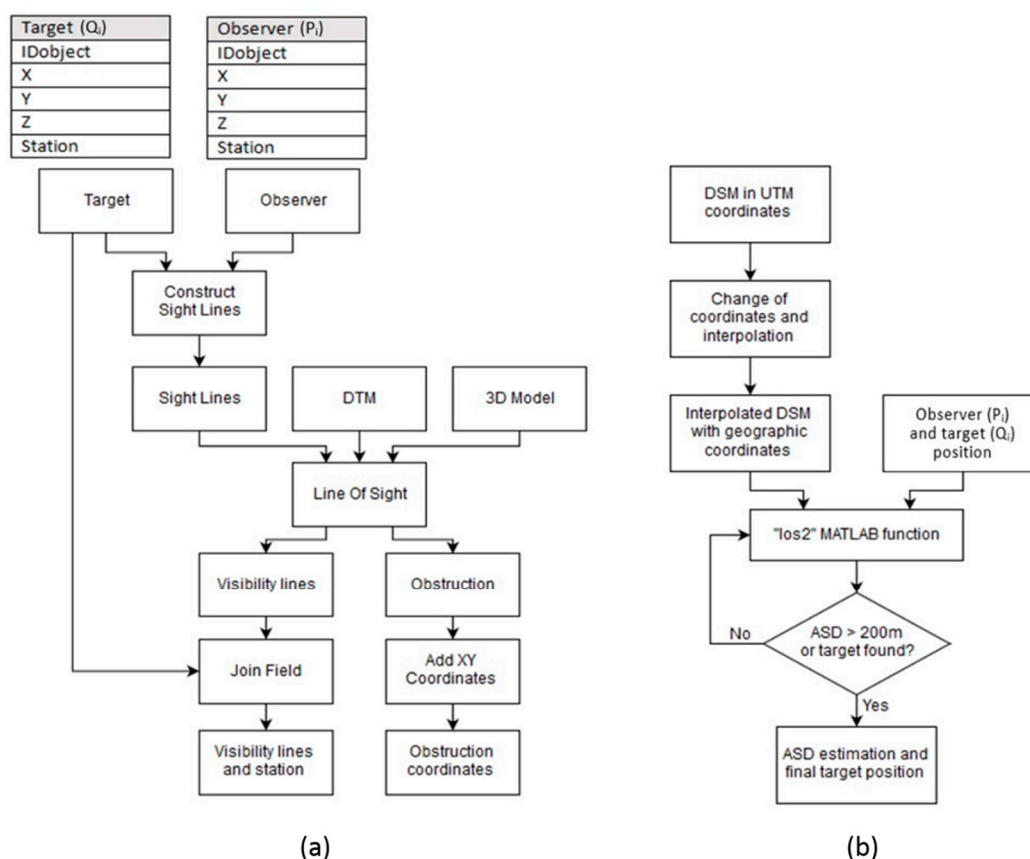 Target (Qᵢ)
IDobject
X
Y
Z
Station
Observer (Pᵢ)
IDobject
X
Y
Z
Station
Target
Observer
Construct
Sight Lines
Sight Lines
DTM
3D Model
Line Of Sight
Visibility lines
Obstruction
Join Field
Add XY
Coordinates
Visibility lines
and station
Obstruction
coordinates
(a)
DSM in UTM
coordinates
Change of
coordinates and
interpolation
Interpolated DSM
with geographic
coordinates
Observer (Pᵢ)
and target (Qᵢ)
position
"los2" MATLAB function
ASD > 200m
or target found?
No
Yes
ASD estimation and
final target position
(b)